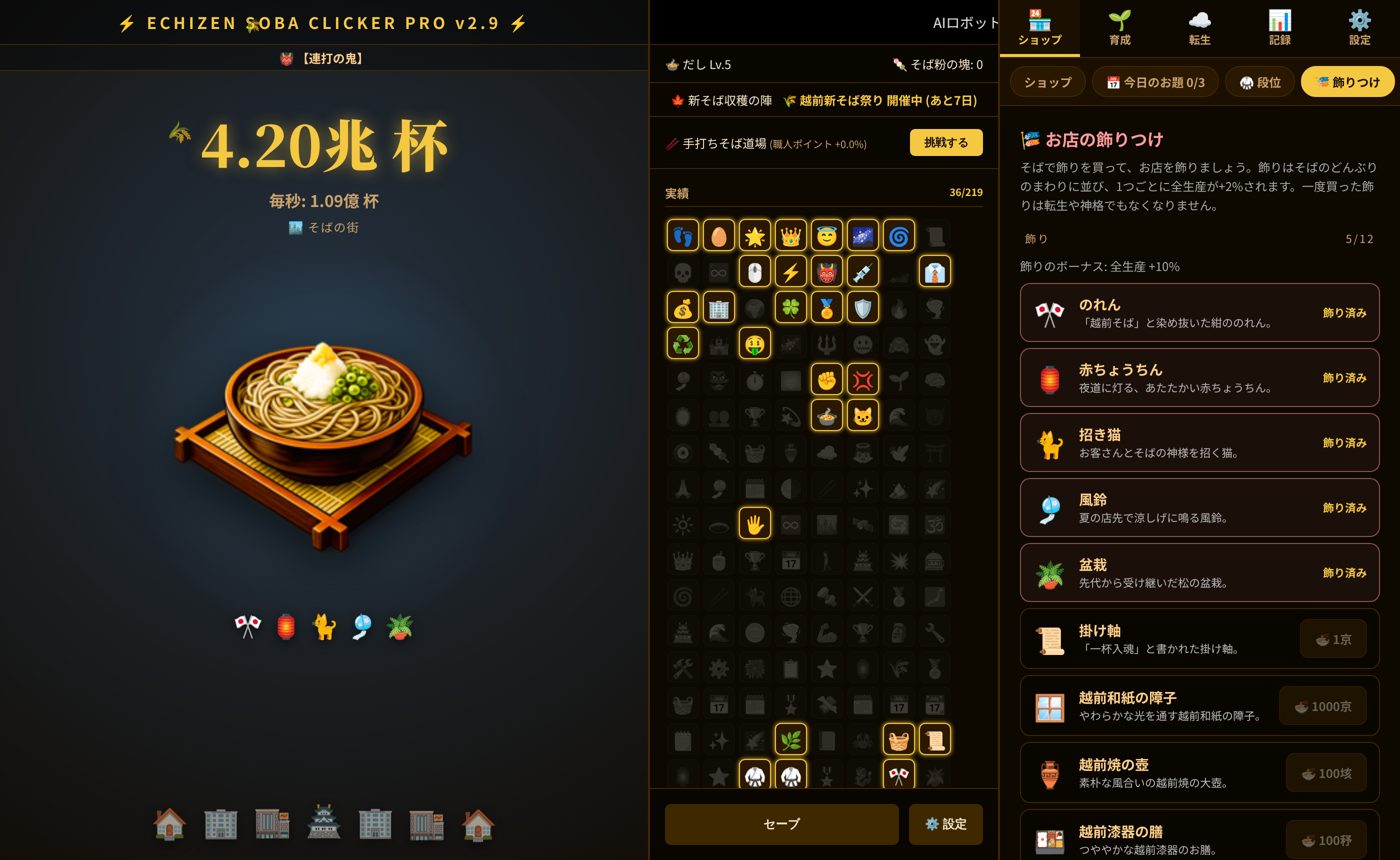 ⚡ ECHIZEN SOBA CLICKER PRO v2.9 ⚡
👹【連打の鬼】
4.20兆 杯
毎秒: 1.09億 杯
🏙️ そばの街
AIロボット
🍲 だし Lv.5
🍡 そば粉の塊: 0
🍁 新そば収穫の陣 🌾 越前新そば祭り 開催中 (あと7日)
🥢 手打ちそば道場 (職人ポイント +0.0%)
挑戦する
実績
36/219
セーブ
⚙️ 設定
ショップ
育成
転生
記録
設定
ショップ
📅 今日のお題 0/3
🥋 段位
🎏 飾りつけ
🎏 お店の飾りつけ
そばで飾りを買って、お店を飾りましょう。飾りはそばのどんぶり
のまわりに並び、1つごとに全生産が+2%されます。一度買った飾
りは転生や神格でもなくなりません。
飾り
5/12
飾りのボーナス: 全生産 +10%
のれん
「越前そば」と染め抜いた紺ののれん。
飾り済み
赤ちょうちん
夜道に灯る、あたたかい赤ちょうちん。
飾り済み
招き猫
お客さんとそばの神様を招く猫。
飾り済み
風鈴
夏の店先で涼しげに鳴る風鈴。
飾り済み
盆栽
先代から受け継いだ松の盆栽。
飾り済み
掛け軸
「一杯入魂」と書かれた掛け軸。
🍜 1京
越前和紙の障子
やわらかな光を通す越前和紙の障子。
🍜 1000京
越前焼の壺
素朴な風合いの越前焼の大壺。
🍜 100垓
越前漆器の膳
つややかな越前漆器のお膳。
🍜 100秄